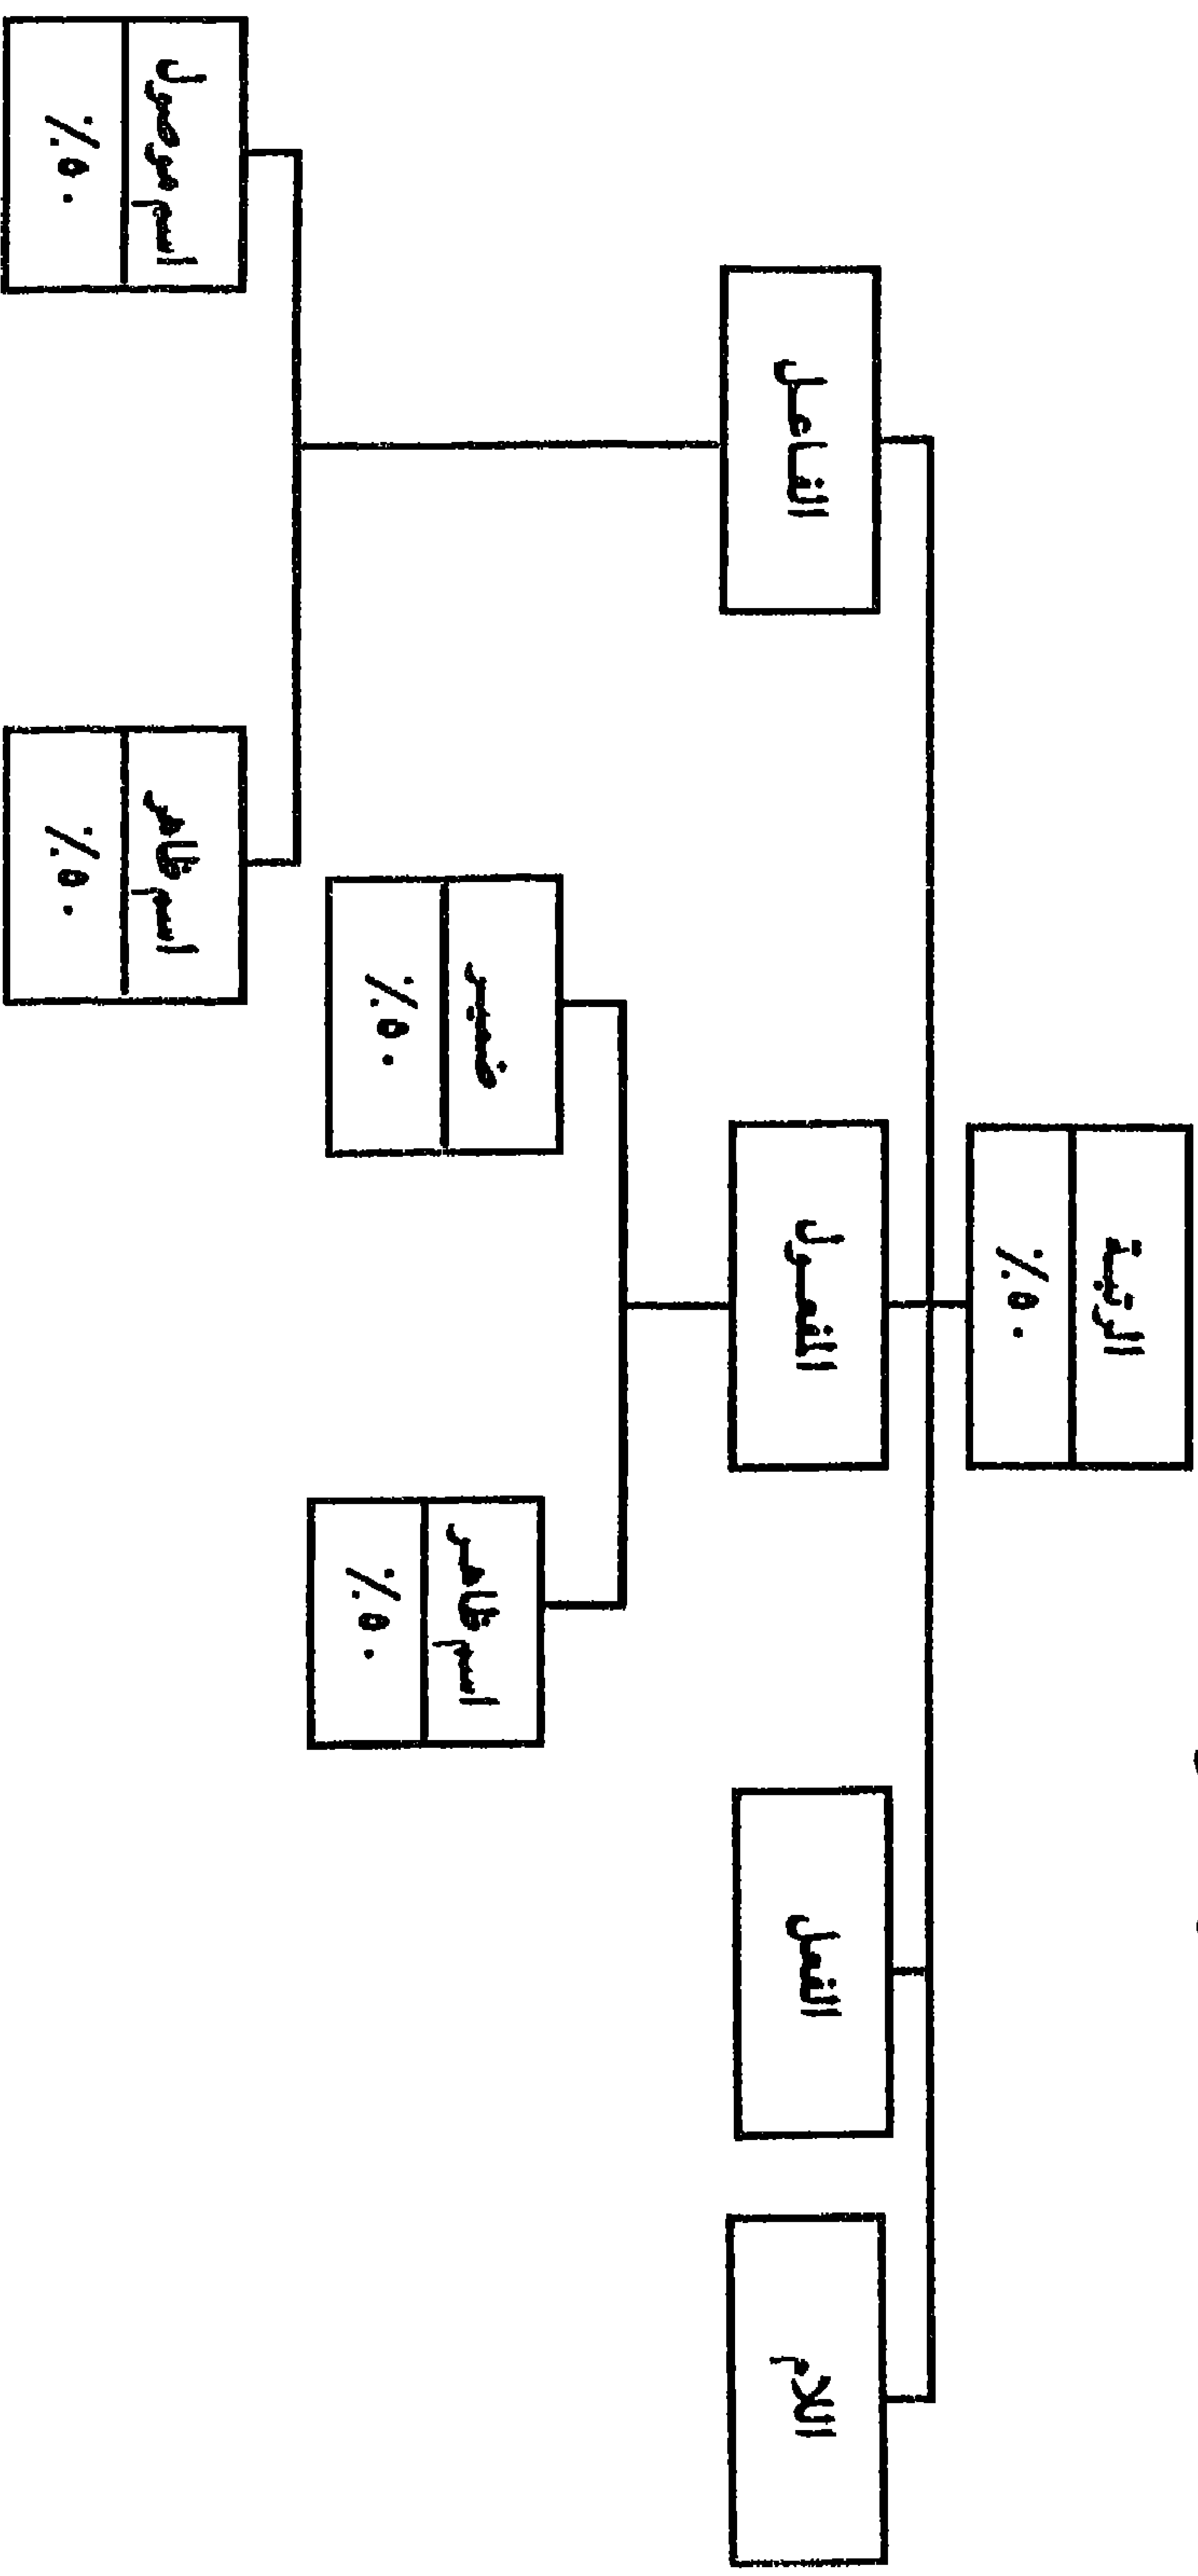 الرتبة
٥٠٪
اللام
الفعل
المفعول
الفاعل
اسم ظاهر
٥٠٪
ضمير
٥٠٪
اسم ظاهر
٥٠٪
اسم موصول
٥٠٪